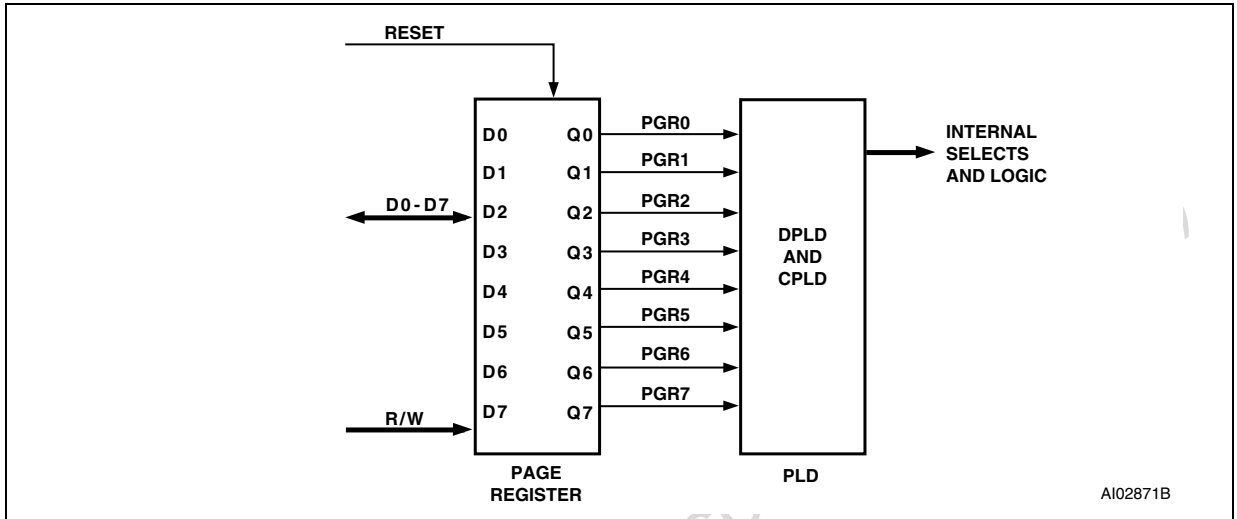 RESET
D0 Q0 PGR0
D1 Q1 PGR1
D0-D7 D2 Q2 PGR2
D3 Q3 PGR3
D4 Q4 PGR4
D5 Q5 PGR5
D6 Q6 PGR6
R/W D7 Q7 PGR7
DPLD
AND
CPLD
INTERNAL
SELECTS
AND LOGIC
PAGE
REGISTER
PLD
AI02871B